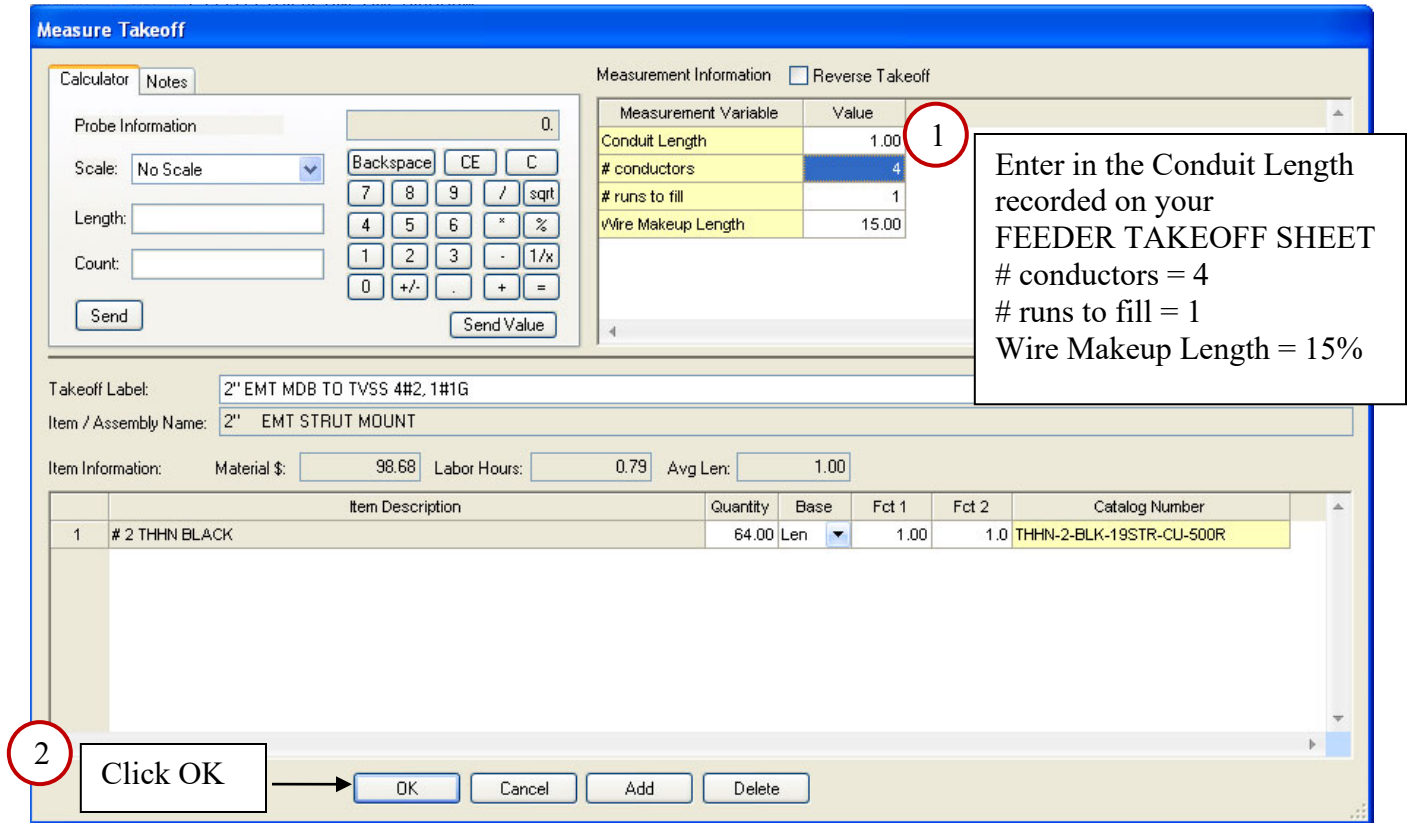 Measure Takeoff
Calculator Notes
Probe Information
Scale: No Scale
Length:
Count:
Send
0.
Backspace CE C
7 8 9 / sqrt
4 5 6 * %
1 2 3 - 1/x
0 +/- . + =
Send Value
Measurement Information Reverse Takeoff
Measurement Variable Value
Conduit Length 1.00
# conductors 4
# runs to fill 1
Wire Makeup Length 15.00
1
Enter in the Conduit Length
recorded on your
FEEDER TAKEOFF SHEET
# conductors = 4
# runs to fill = 1
Wire Makeup Length = 15%
Takeoff Label: 2" EMT MDB TO TVSS 4#2, 1#1G
Item / Assembly Name: 2" EMT STRUT MOUNT
Item Information: Material $: 98.68 Labor Hours: 0.79 Avg Len: 1.00
Item Description Quantity Base Fct 1 Fct 2 Catalog Number
1 # 2 THHN BLACK 64.00 Len 1.00 1.0 THHN-2-BLK-19STR-CU-500R
2
Click OK
OK Cancel Add Delete